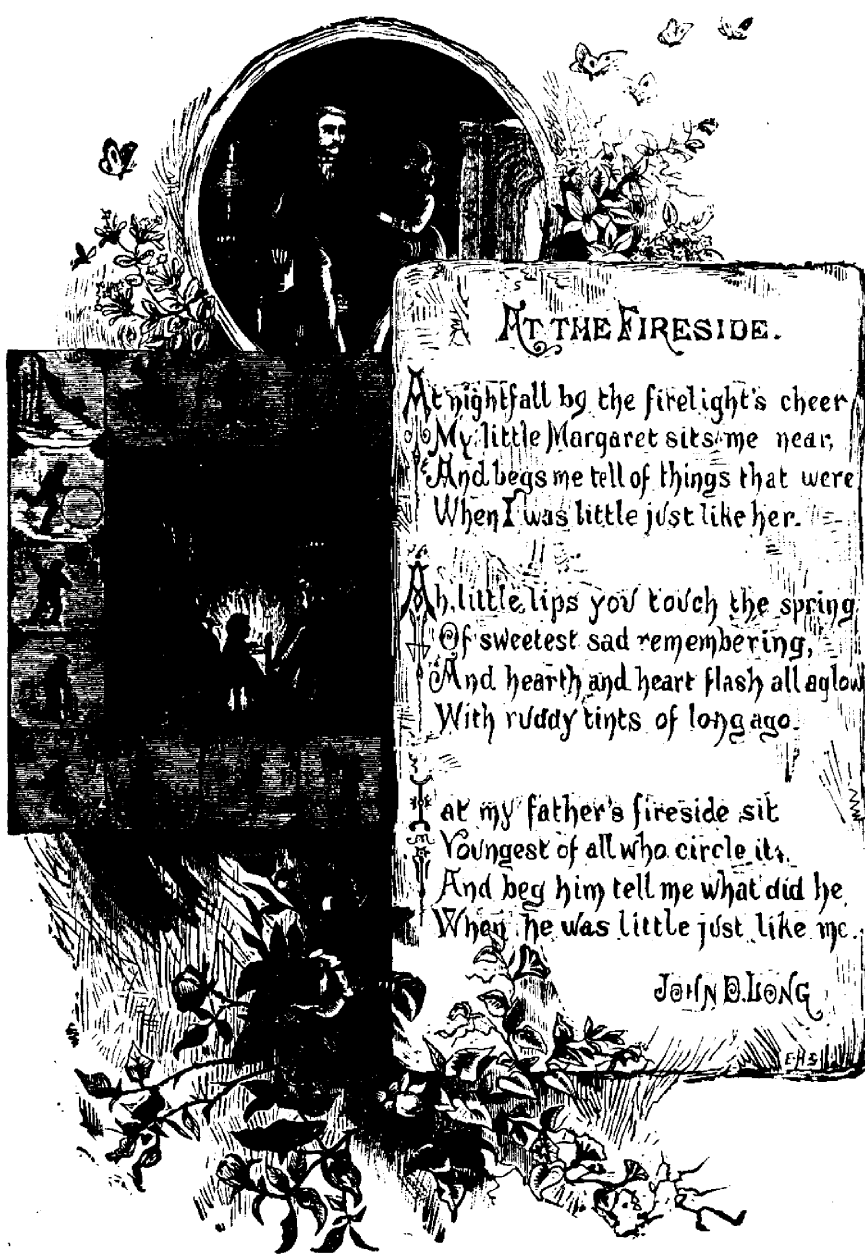 AT THE FIRESIDE.
At nightfall by the firelight's cheer
My little Margaret sits me near,
And begs me tell of things that were
When I was little just like her.
Ah, little lips you touch the spring
Of sweetest sad remembering,
And hearth and heart flash all aglow
With ruddy tints of long ago.
I at my father's fireside sit
Youngest of all who circle it,
And beg him tell me what did he
When he was little just like me.
JOHN D. LONG
EHS